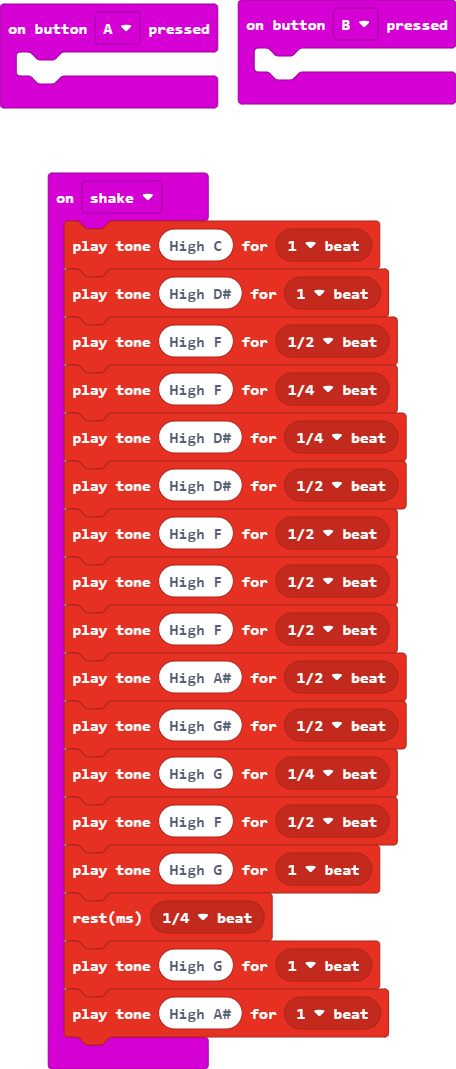 on button A pressed
on button B pressed
on shake
play tone High C for 1 beat
play tone High D# for 1 beat
play tone High F for 1/2 beat
play tone High F for 1/4 beat
play tone High D# for 1/4 beat
play tone High D# for 1/2 beat
play tone High F for 1/2 beat
play tone High F for 1/2 beat
play tone High F for 1/2 beat
play tone High A# for 1/2 beat
play tone High G# for 1/2 beat
play tone High G for 1/4 beat
play tone High F for 1/2 beat
play tone High G for 1 beat
rest(ms) 1/4 beat
play tone High G for 1 beat
play tone High A# for 1 beat